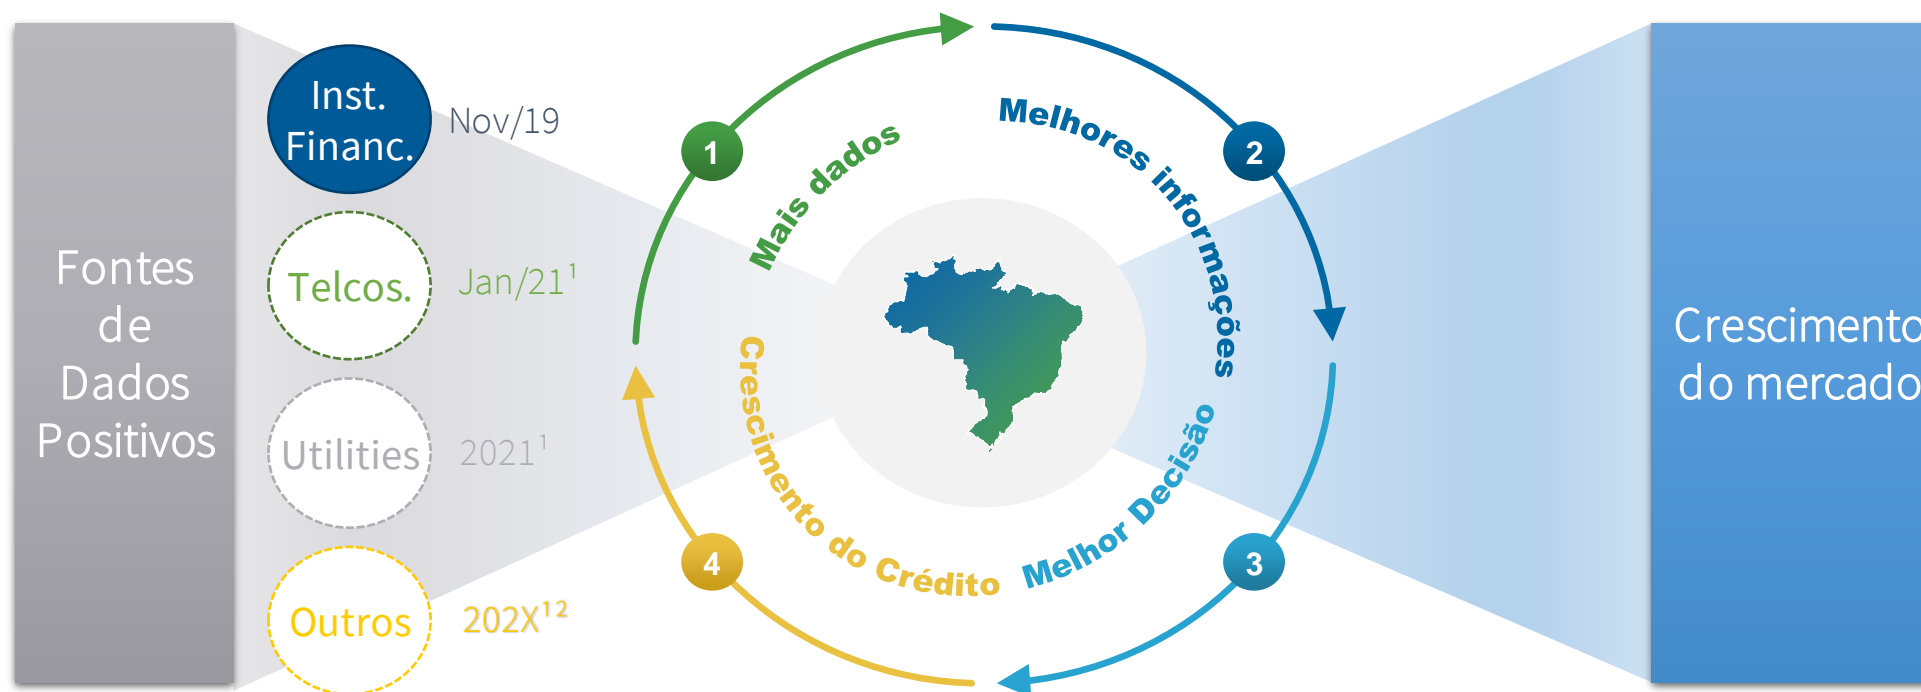 Fontes
de
Dados
Positivos
Inst.
Financ.
Nov/19
Telcos.
Jan/21¹
Utilities
2021¹
Outros
202X¹²
1
Mais dados
2
Melhores informações
3
Melhor Decisão
4
Crescimento do Crédito
Crescimento
do mercado